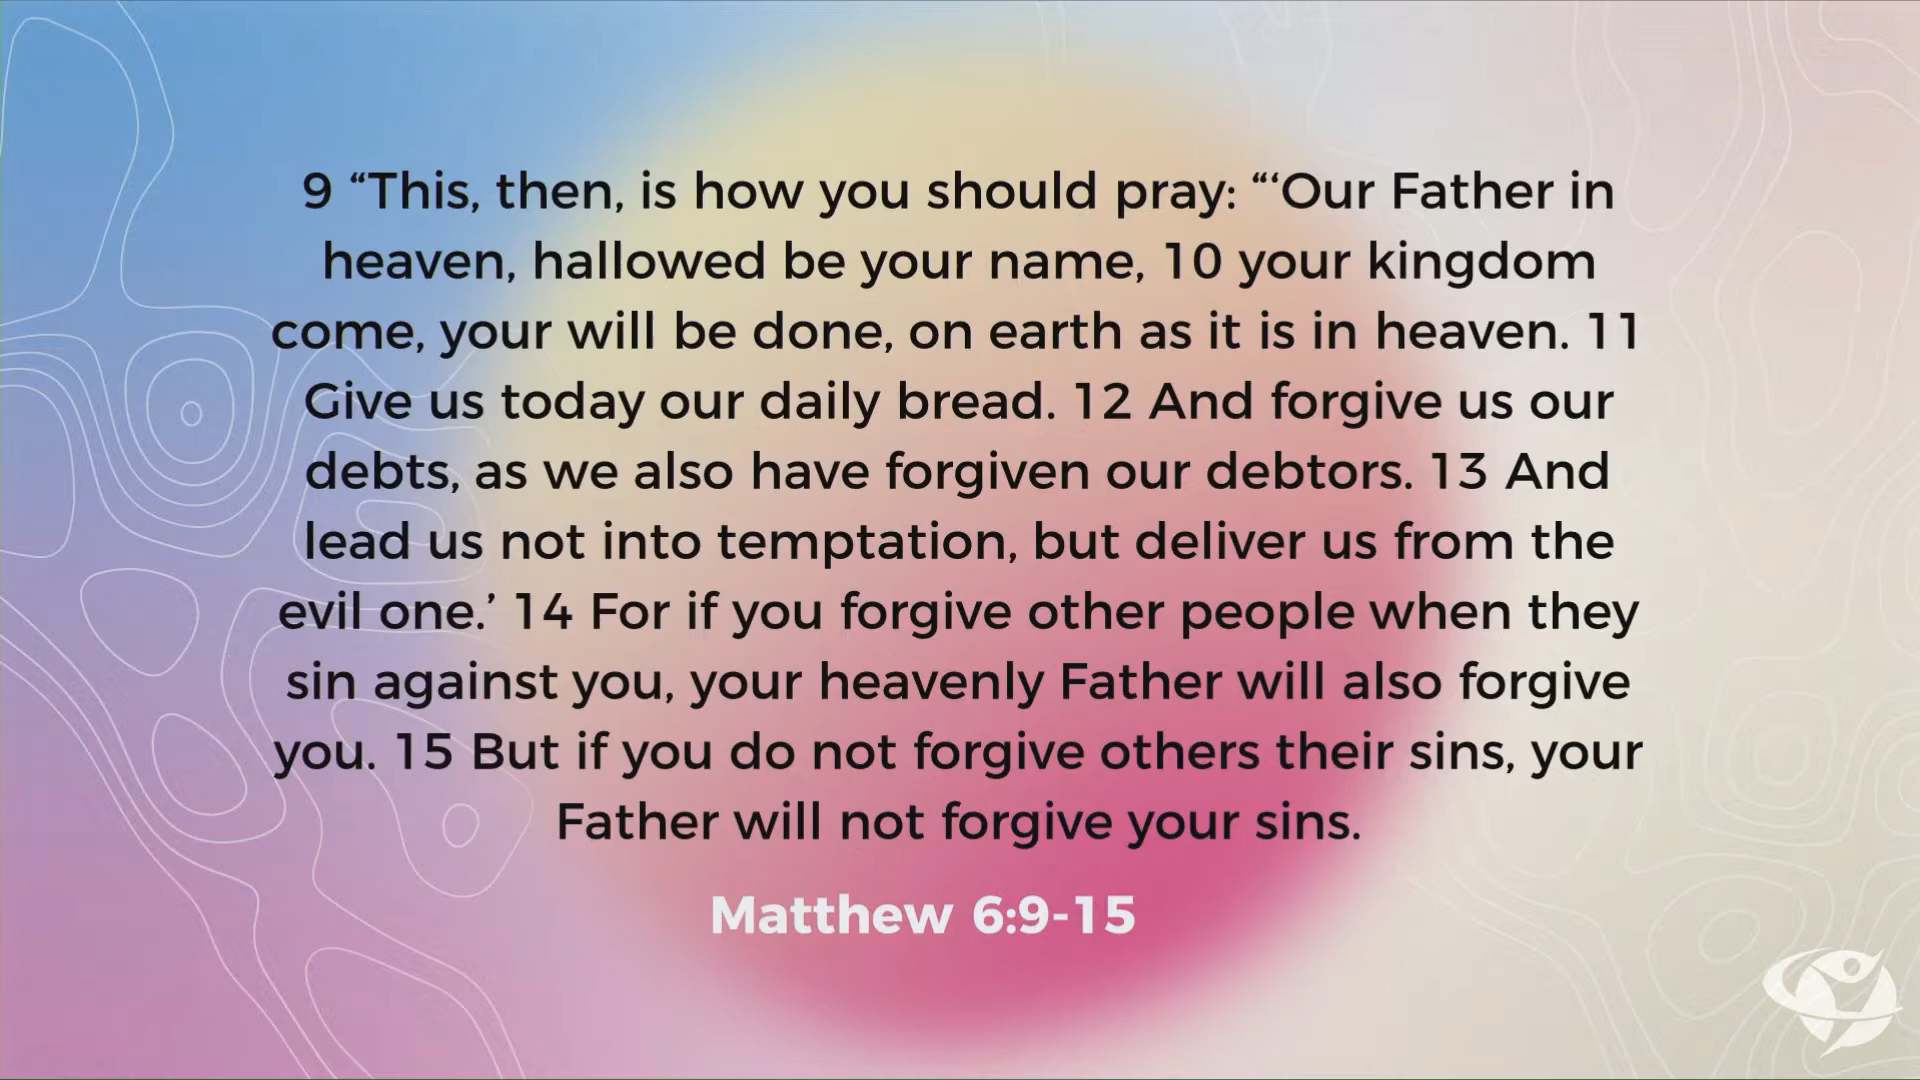 9 “This, then, is how you should pray: “‘Our Father in
heaven, hallowed be your name, 10 your kingdom
come, your will be done, on earth as it is in heaven. 11
Give us today our daily bread. 12 And forgive us our
debts, as we also have forgiven our debtors. 13 And
lead us not into temptation, but deliver us from the
evil one.’ 14 For if you forgive other people when they
sin against you, your heavenly Father will also forgive
you. 15 But if you do not forgive others their sins, your
Father will not forgive your sins.
Matthew 6:9-15